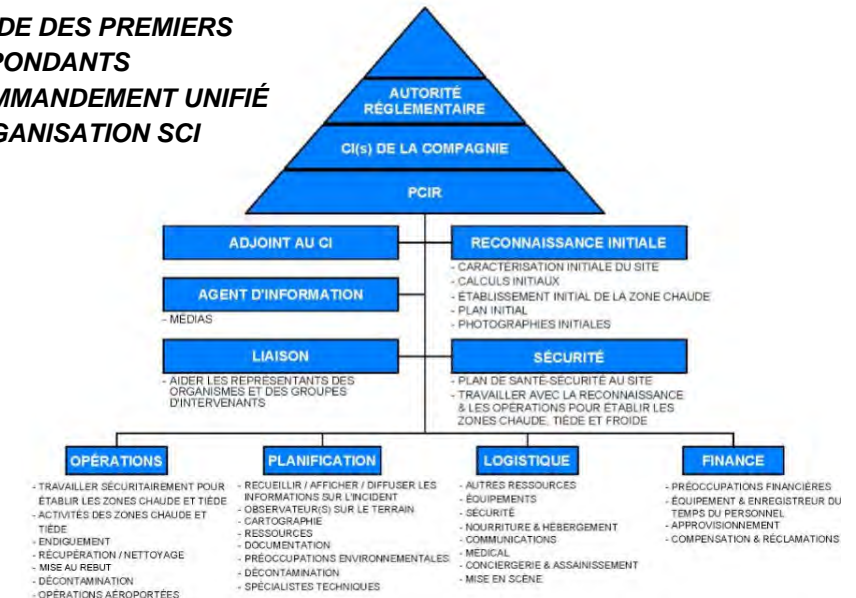 DE DES PREMIERS
PONDANTS
MMANDEMENT UNIFIÉ
GANISATION SCI
AUTORITÉ
RÉGLEMENTAIRE
CI(s) DE LA COMPAGNIE
PCIR
ADJOINT AU CI
RECONNAISSANCE INITIALE
- CARACTÉRISATION INITIALE DU SITE
- CALCULS INITIAUX
- ÉTABLISSEMENT INITIAL DE LA ZONE CHAUDE
- PLAN INITIAL
- PHOTOGRAPHIES INITIALES
AGENT D'INFORMATION
- MÉDIAS
LIAISON
- AIDER LES REPRÉSENTANTS DES
ORGANISMES ET DES GROUPES
D'INTERVENANTS
SÉCURITÉ
- PLAN DE SANTÉ-SÉCURITÉ AU SITE
- TRAVAILLER AVEC LA RECONNAISSANCE
& LES OPÉRATIONS POUR ÉTABLIR LES
ZONES CHAUDE, TIÈDE ET FROIDE
OPÉRATIONS
- TRAVAILLER SÉCURITAIREMENT POUR
ÉTABLIR LES ZONES CHAUDE ET TIÈDE
- ACTIVITÉS DES ZONES CHAUDE ET
TIÈDE
- ENDIGUEMENT
- RÉCUPÉRATION / NETTOYAGE
- MISE AU REBUT
- DÉCONTAMINATION
- OPÉRATIONS AÉROPORTÉES
PLANIFICATION
- RECUEILLIR / AFFICHER / DIFFUSER LES
INFORMATIONS SUR L'INCIDENT
- OBSERVATEUR(S) SUR LE TERRAIN
- CARTOGRAPHIE
- RESSOURCES
- DOCUMENTATION
- PRÉOCCUPATIONS ENVIRONNEMENTALES
- DÉCONTAMINATION
- SPÉCIALISTES TECHNIQUES
LOGISTIQUE
- AUTRES RESSOURCES
- ÉQUIPEMENTS
- SÉCURITÉ
- NOURRITURE & HÉBERGEMENT
- COMMUNICATIONS
- MÉDICAL
- CONCIERGERIE & ASSAINISSEMENT
- MISE EN SCÈNE
FINANCE
- PRÉOCCUPATIONS FINANCIÈRES
- ÉQUIPEMENT & ENREGISTREUR DU
TEMPS DU PERSONNEL
- APPROVISIONNEMENT
- COMPENSATION & RÉCLAMATIONS